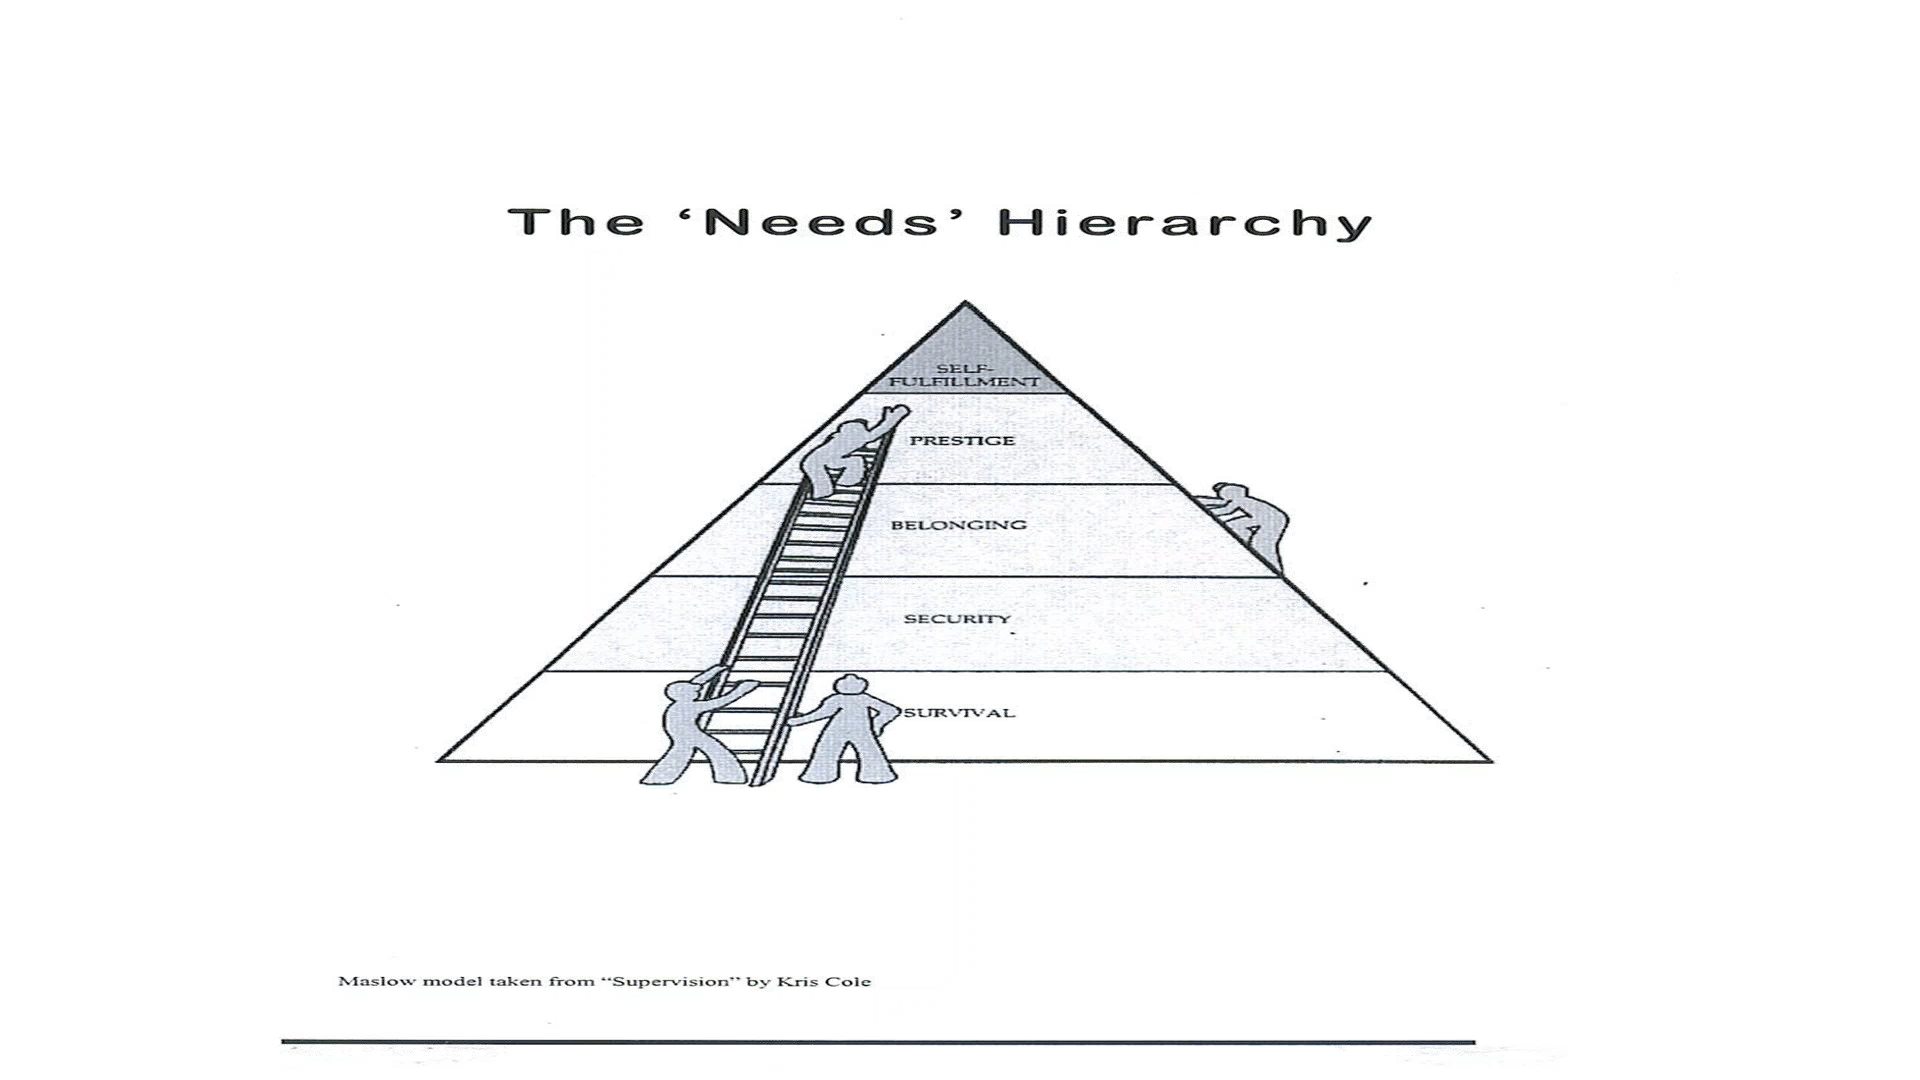 The ‘Needs’ Hierarchy
SELF-
FULFILLMENT
PRESTIGE
BELONGING
SECURITY
SURVIVAL
Maslow model taken from “Supervision” by Kris Cole